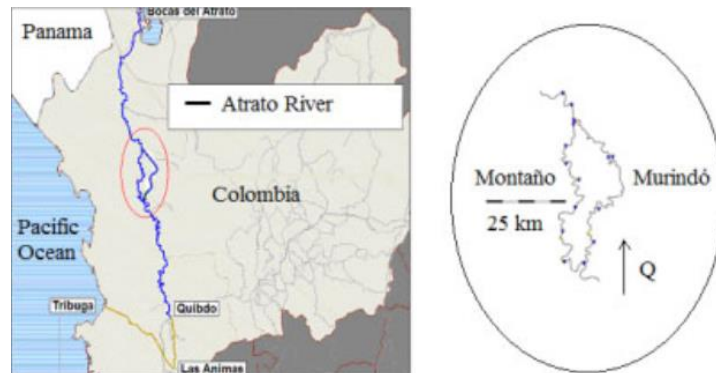 Bocas del Atrato
Panama
Atrato River
Colombia
Pacific
Ocean
Tribuga
Quibdo
Las Animas
Montaño
Murindó
25 km
Q